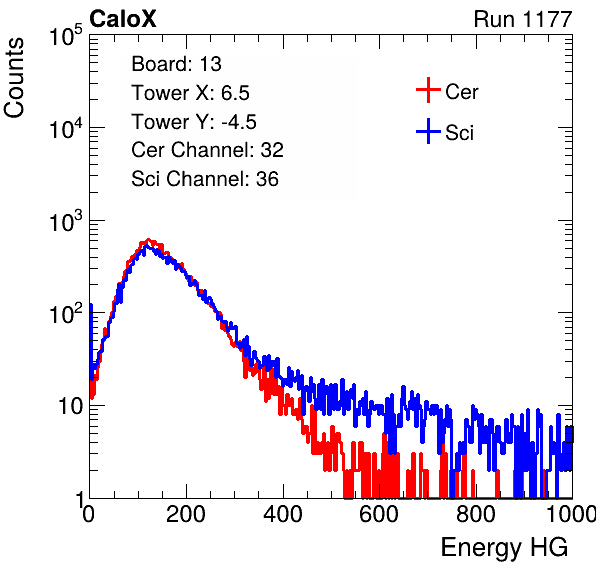 CaloX Run 1177
Counts
Board: 13
Tower X: 6.5
Tower Y: -4.5
Cer Channel: 32
Sci Channel: 36
Cer
Sci
10^5
10^4
10^3
10^2
10
1
0 200 400 600 800 1000
Energy HG